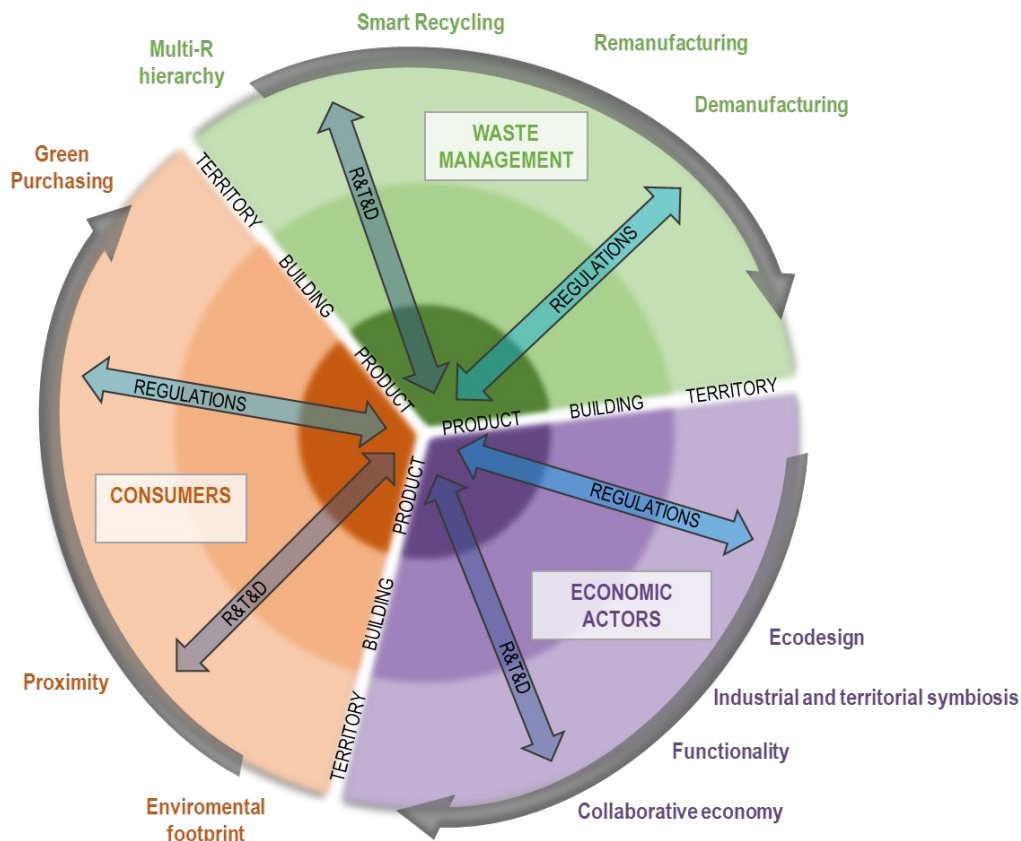 Smart Recycling
Multi-R
hierarchy
Remanufacturing
Demanufacturing
WASTE
MANAGEMENT
R&T&D
REGULATIONS
TERRITORY
BUILDING
PRODUCT
Green
Purchasing
REGULATIONS
CONSUMERS
R&T&D
Proximity
Enviromental
footprint
PRODUCT
BUILDING
TERRITORY
PRODUCT
BUILDING
TERRITORY
REGULATIONS
ECONOMIC
ACTORS
R&T&D
Ecodesign
Industrial and territorial symbiosis
Functionality
Collaborative economy